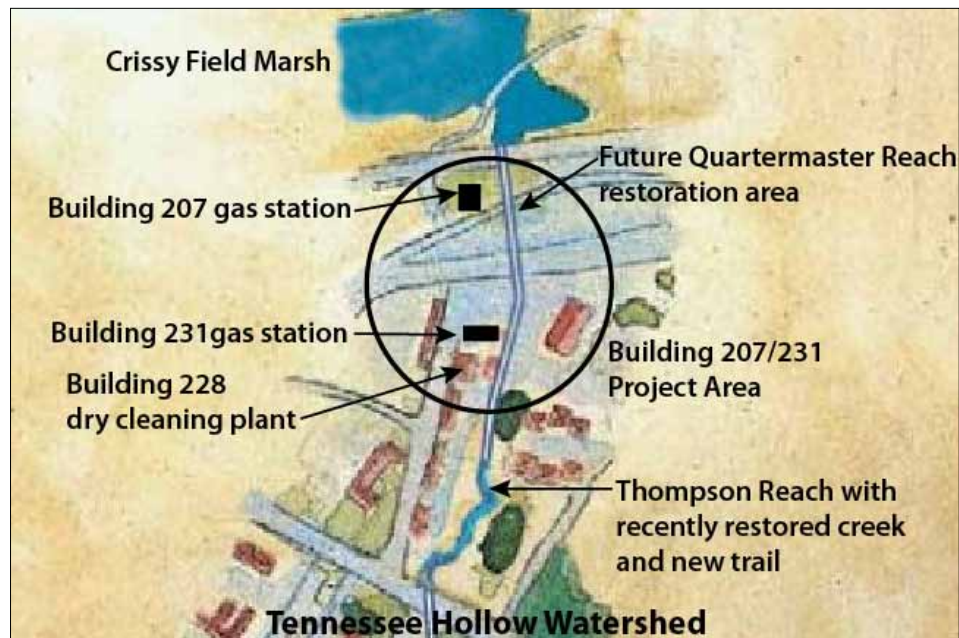 Crissy Field Marsh
Future Quartermaster Reach
restoration area
Building 207 gas station
Building 231gas station
Building 207/231
Project Area
Building 228
dry cleaning plant
Thompson Reach with
recently restored creek
and new trail
Tennessee Hollow Watershed